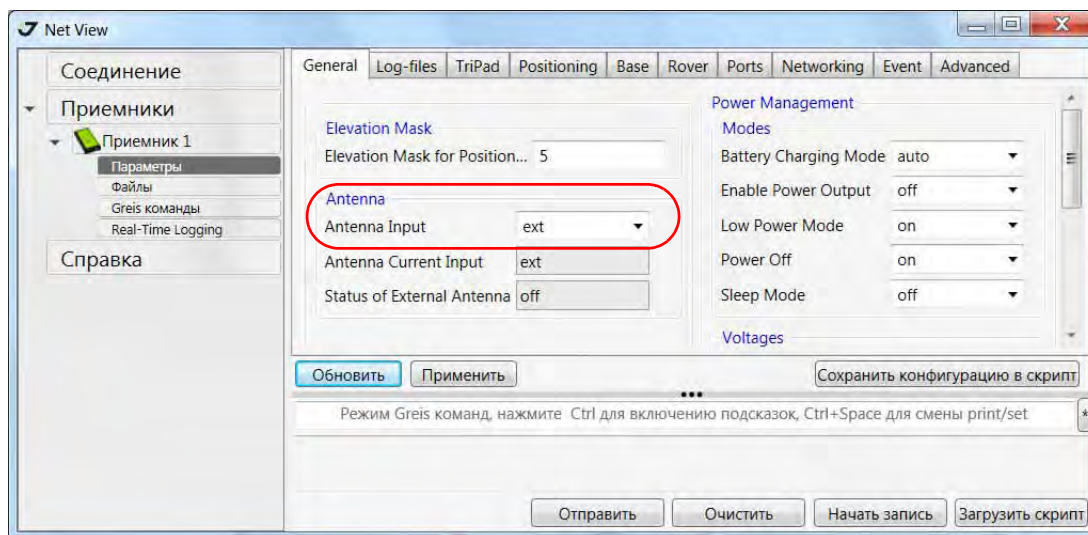 Net View
Соединение
Приемники
Приемник 1
Параметры
Файлы
Greis команды
Real-Time Logging
Справка
General Log-files TriPad Positioning Base Rover Ports Networking Event Advanced
Elevation Mask
Elevation Mask for Position... 5
Antenna
Antenna Input ext
Antenna Current Input ext
Status of External Antenna off
Power Management
Modes
Battery Charging Mode auto
Enable Power Output off
Low Power Mode on
Power Off on
Sleep Mode off
Voltages
Обновить Применить Сохранить конфигурацию в скрипт
Режим Greis команд, нажмите Ctrl для включению подсказок, Ctrl+Space для смены print/set
*
Отправить Очистить Начать запись Загрузить скрипт